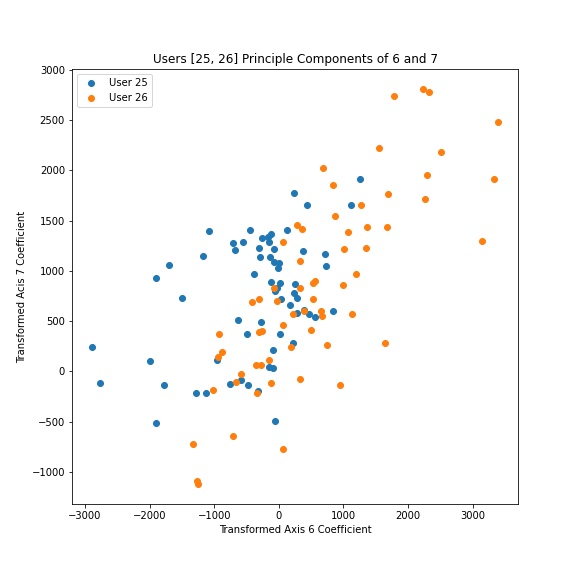 Users [25, 26] Principle Components of 6 and 7
User 25
User 26
Transformed Acis 7 Coefficient
3000
2500
2000
1500
1000
500
0
−500
−1000
−3000 −2000 −1000 0 1000 2000 3000
Transformed Axis 6 Coefficient